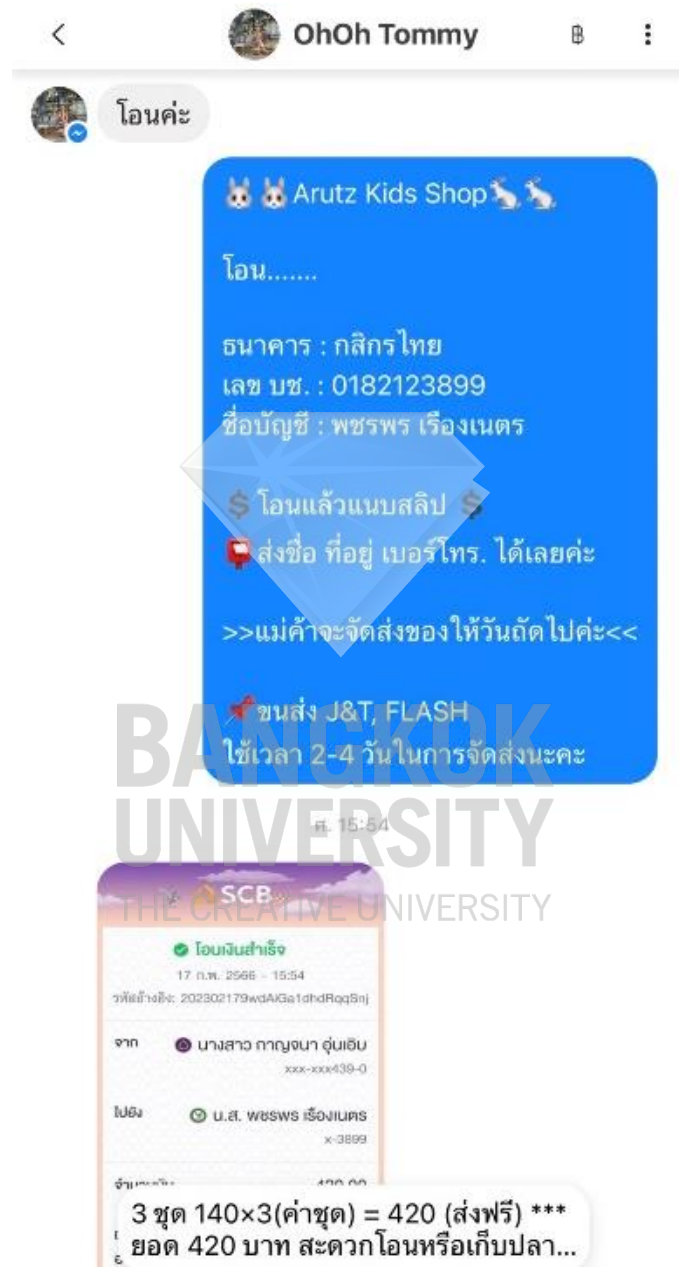 OhOh Tommy
โอนค่ะ
🐰🐰Arutz Kids Shop🐇🐇
โอน.......
ธนาคาร : กสิกรไทย
เลข บช. : 0182123899
ชื่อบัญชี : พชรพร เรืองเนตร
💲 โอนแล้วแนบสลิป 💲
📮 ส่งชื่อ ที่อยู่ เบอร์โทร. ได้เลยค่ะ
>>แม่ค้าจะจัดส่งของให้วันถัดไปค่ะ<<
📌 ขนส่ง J&T, FLASH
ใช้เวลา 2-4 วันในการจัดส่งนะคะ
BANGKOK
UNIVERSITY
THE CREATIVE UNIVERSITY
ศ. 15:54
SCB
โอนเงินสำเร็จ
17 ก.พ. 2566 - 15:54
รหัสอ้างอิง:
จาก นางสาว กาญจนา อุ่นเอิบ
xxx-xxx439-0
ไปยัง น.ส. พชรพร เรืองเนตร
x-3899
3 ชุด 140×3(ค่าชุด) = 420 (ส่งฟรี) ***
ยอด 420 บาท สะดวกโอนหรือเก็บปลา...